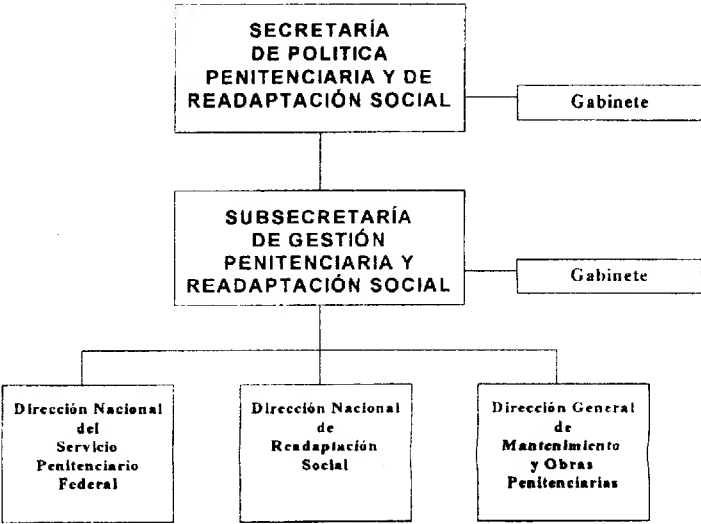 SECRETARÍA
DE POLITICA
PENITENCIARIA Y DE
READAPTACIÓN SOCIAL
Gabinete
SUBSECRETARÍA
DE GESTIÓN
PENITENCIARIA Y
READAPTACIÓN SOCIAL
Gabinete
Dirección Nacional
del
Servicio
Penitenciario
Federal
Dirección Nacional
de
Readaptación
Social
Dirección General
de
Mantenimiento
y Obras
Penitenciarias